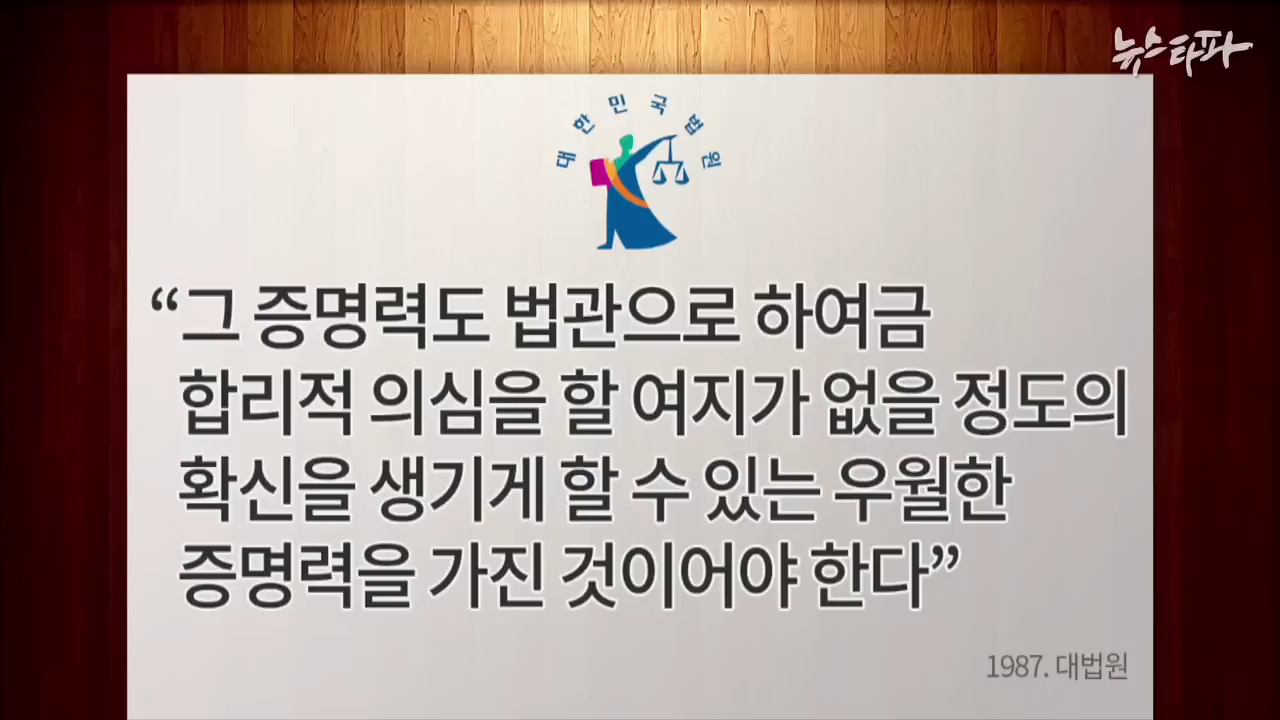 뉴스타파
대한민국법원
“그 증명력도 법관으로 하여금
합리적 의심을 할 여지가 없을 정도의
확신을 생기게 할 수 있는 우월한
증명력을 가진 것이어야 한다”
1987. 대법원